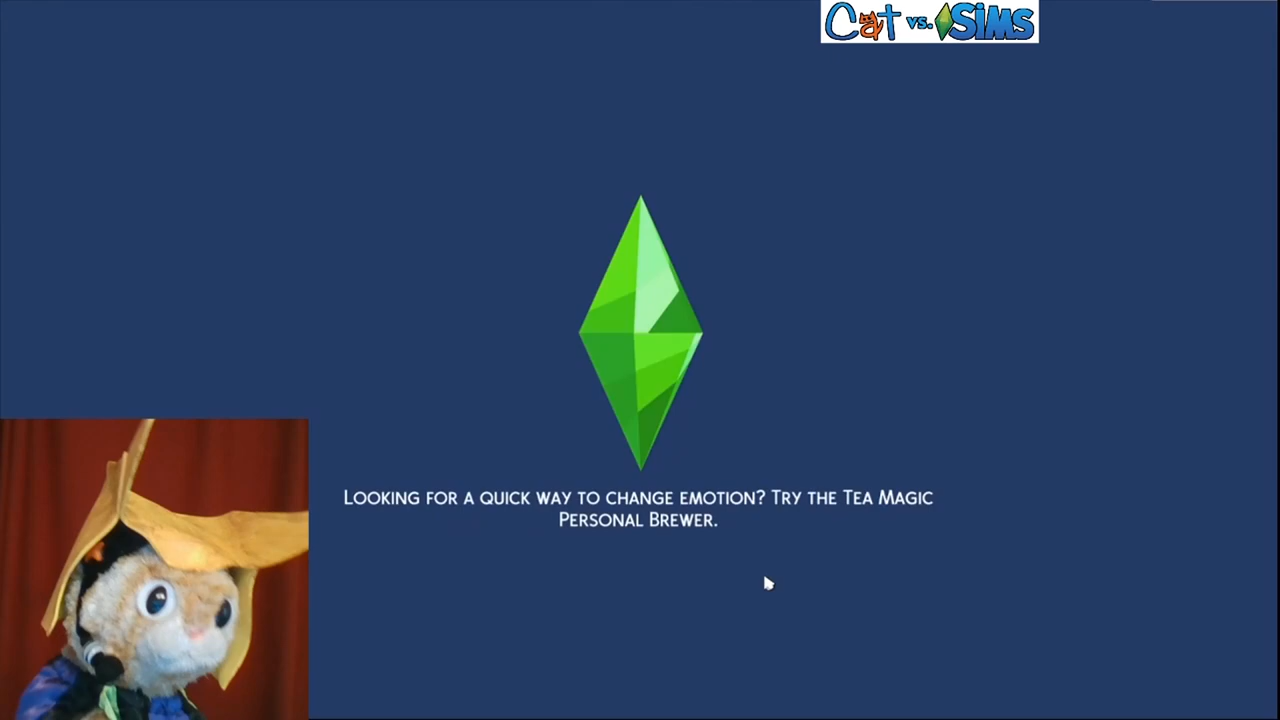 Cat vs. SiMS
LOOKING FOR A QUICK WAY TO CHANGE EMOTION? TRY THE TEA MAGIC
PERSONAL BREWER.